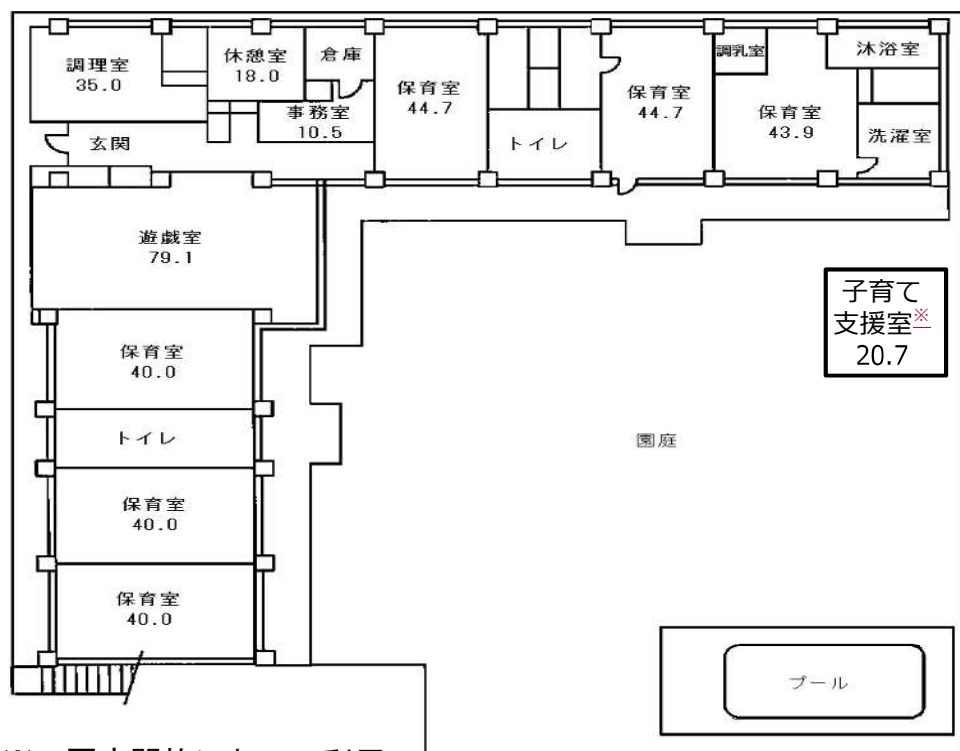 調理室
35.0
休憩室
18.0
倉庫
事務室
10.5
玄関
保育室
44.7
トイレ
保育室
44.7
調乳室
保育室
43.9
沐浴室
洗濯室
遊戯室
79.1
子育て
支援室※
20.7
保育室
40.0
トイレ
園庭
保育室
40.0
保育室
40.0
プール